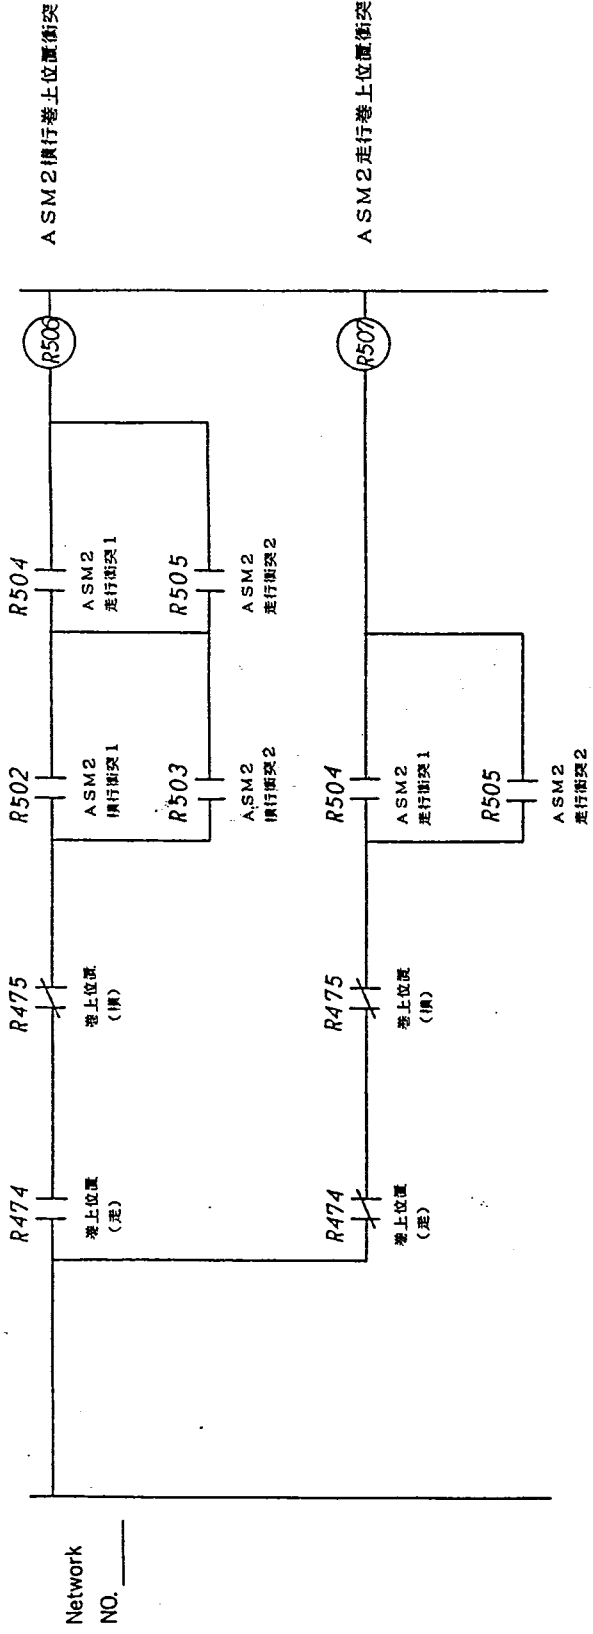 Network
NO.
R474
巻上位置
(走)
R475
巻上位置
(横)
R502
ASM2
横行衝突1
R504
ASM2
走行衝突1
R506
ASM2横行巻上位置衝突
R503
ASM2
横行衝突2
R505
ASM2
走行衝突2
R474
巻上位置
(走)
R475
巻上位置
(横)
R504
ASM2
走行衝突1
R507
ASM2走行巻上位置衝突
R505
ASM2
走行衝突2